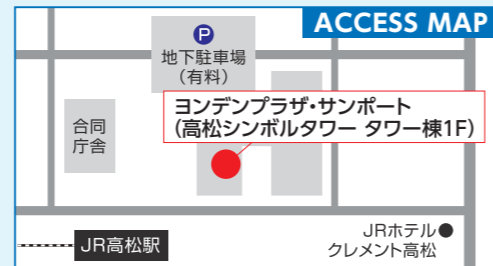 ACCESS MAP
P
地下駐車場
（有料）
ヨンデンプラザ・サンポート
（高松シンボルタワー タワー棟1F）
合同
庁舎
JR高松駅
JRホテル
クレメント高松